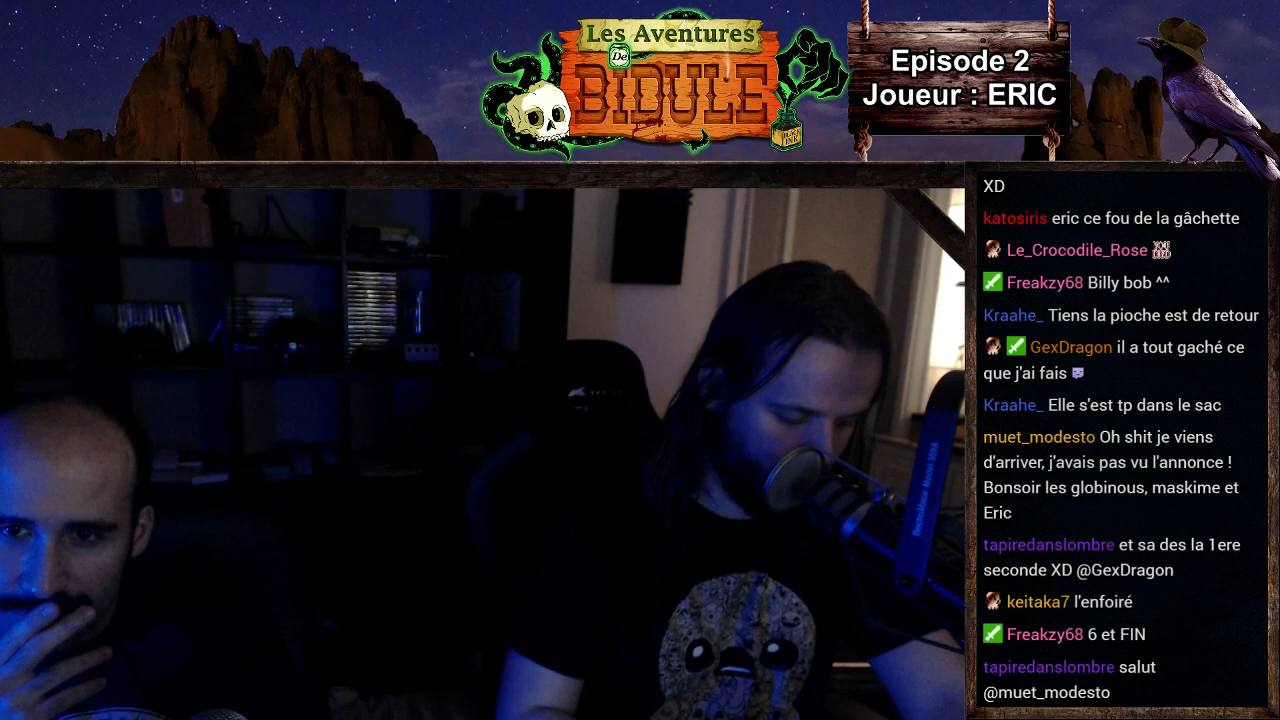 Les Aventures
De
BIDULE
BLACK INK
Episode 2
Joueur : ERIC
XD
katosiris eric ce fou de la gâchette
Le_Crocodile_Rose
Freakzy68 Billy bob ^^
Kraahe_ Tiens la pioche est de retour
GexDragon il a tout gaché ce
que j'ai fais
Kraahe_ Elle s'est tp dans le sac
muet_modesto Oh shit je viens
d'arriver, j'avais pas vu l'annonce !
Bonsoir les globinous, maskime et
Eric
tapiredanslombre et sa des la 1ere
seconde XD @GexDragon
keitaka7 l'enfoiré
Freakzy68 6 et FIN
tapiredanslombre salut
@muet_modesto